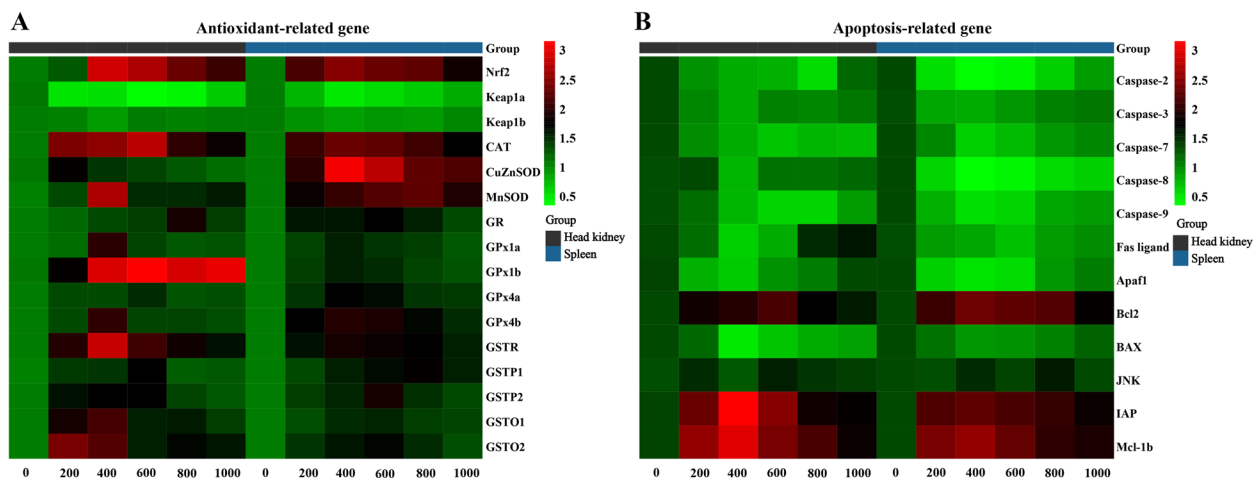 A
Antioxidant-related gene
Group
Nrf2
Keap1a
Keap1b
CAT
CuZnSOD
MnSOD
GR
GPx1a
GPx1b
GPx4a
GPx4b
GSTR
GSTP1
GSTP2
GSTO1
GSTO2
0 200 400 600 800 1000 0 200 400 600 800 1000
3
2.5
2
1.5
1
0.5
Group
Head kidney
Spleen
B
Apoptosis-related gene
Group
Caspase-2
Caspase-3
Caspase-7
Caspase-8
Caspase-9
Fas ligand
Apaf1
Bcl2
BAX
JNK
IAP
Mcl-1b
0 200 400 600 800 1000 0 200 400 600 800 1000
3
2.5
2
1.5
1
0.5
Group
Head kidney
Spleen